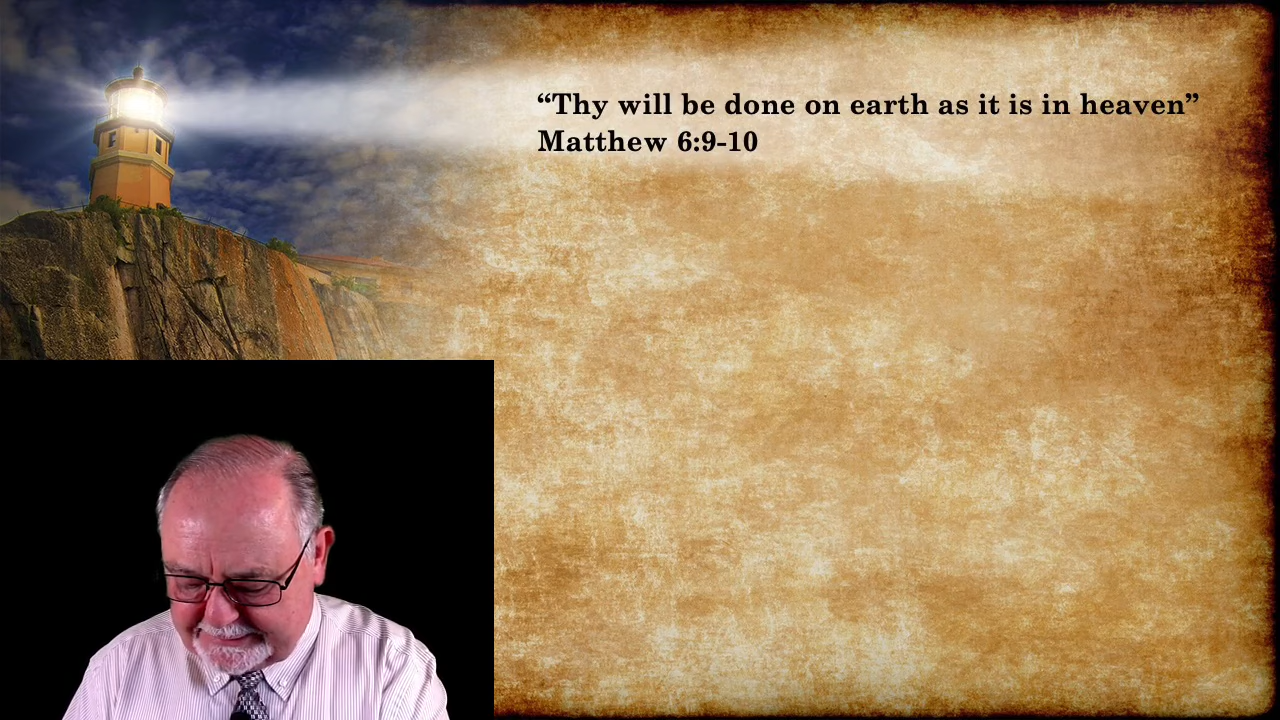 “Thy will be done on earth as it is in heaven”
Matthew 6:9-10